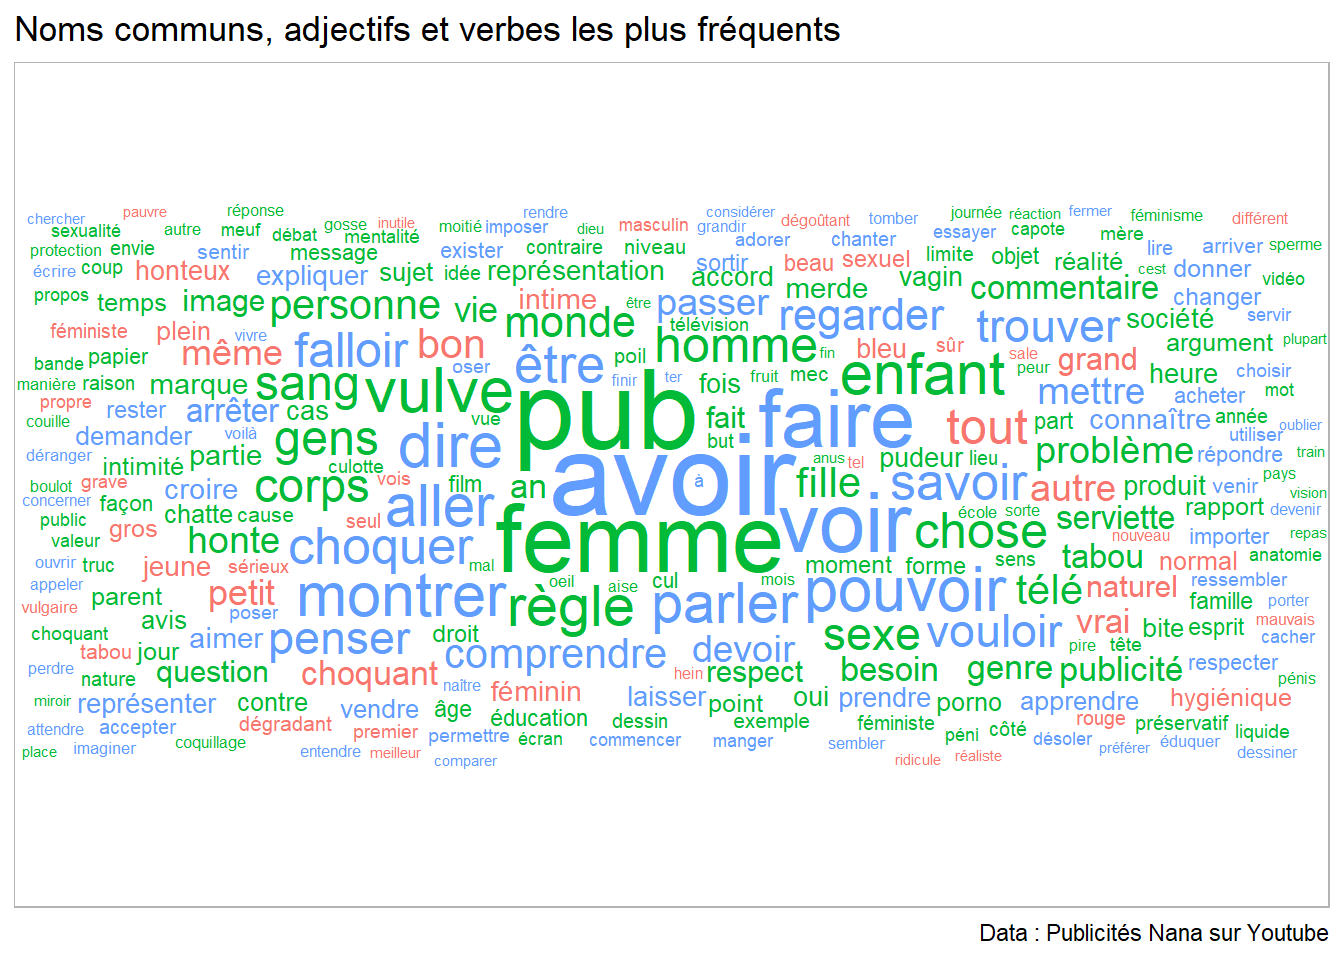 Noms communs, adjectifs et verbes les plus fréquents
chercher pauvre réponse gosse inutile moitié imposer rendre dieu masculin considérer grandir dégoûtant tomber journée réaction fermer féminisme différent
sexualité autre meuf débat mentalité essayer capote mère
protection envie sentir message exister contraire niveau adorer chanter limite objet réalité lire arriver sperme
écrire coup honteux expliquer sujet idée représentation sortir accord beau sexuel vagin cest donner vidéo
propos temps image personne vie intime être passer merde commentaire changer
féministe plein vivre monde télévision regarder trouver société servir
bande papier même falloir bon oser être poil homme fin bleu sûr sale peur grand argument plupart
manière raison marque sang vulve finir ter fois fruit mec enfant mettre heure choisir
propre rester arrêter cas vue pub fait faire tout part connaître acheter année mot
couille demander voilà gens dire but utiliser oublier
déranger intimité partie culotte avoir anus tel pudeur lieu problème répondre train
boulot grave croire corps vois film an à fille savoir autre produit venir pays
concerner façon chatte cause seul aller voir école sorte serviette rapport vision devenir
public gros honte choquer femme chose nouveau importer repas
valeur truc jeune sérieux mal moment forme sens tabou normal anatomie
ouvrir appeler parent petit montrer oeil aise cul mois pouvoir télé naturel ressembler
vulgaire avis poser règle parler famille porter
choquant aimer penser droit comprendre devoir sexe vouloir vrai bite esprit mauvais cacher
tabou jour pire tête
perdre nature question choquant naître hein respect besoin genre publicité respecter pénis
miroir représenter contre vendre âge féminin laisser point oui prendre porno apprendre hygiénique
attendre accepter dégradant premier permettre éducation écran dessin exemple féministe péni côté rouge préservatif liquide
place imaginer coquillage entendre meilleur comparer commencer manger sembler ridicule réaliste désoler préférer éduquer dessiner
Data : Publicités Nana sur Youtube